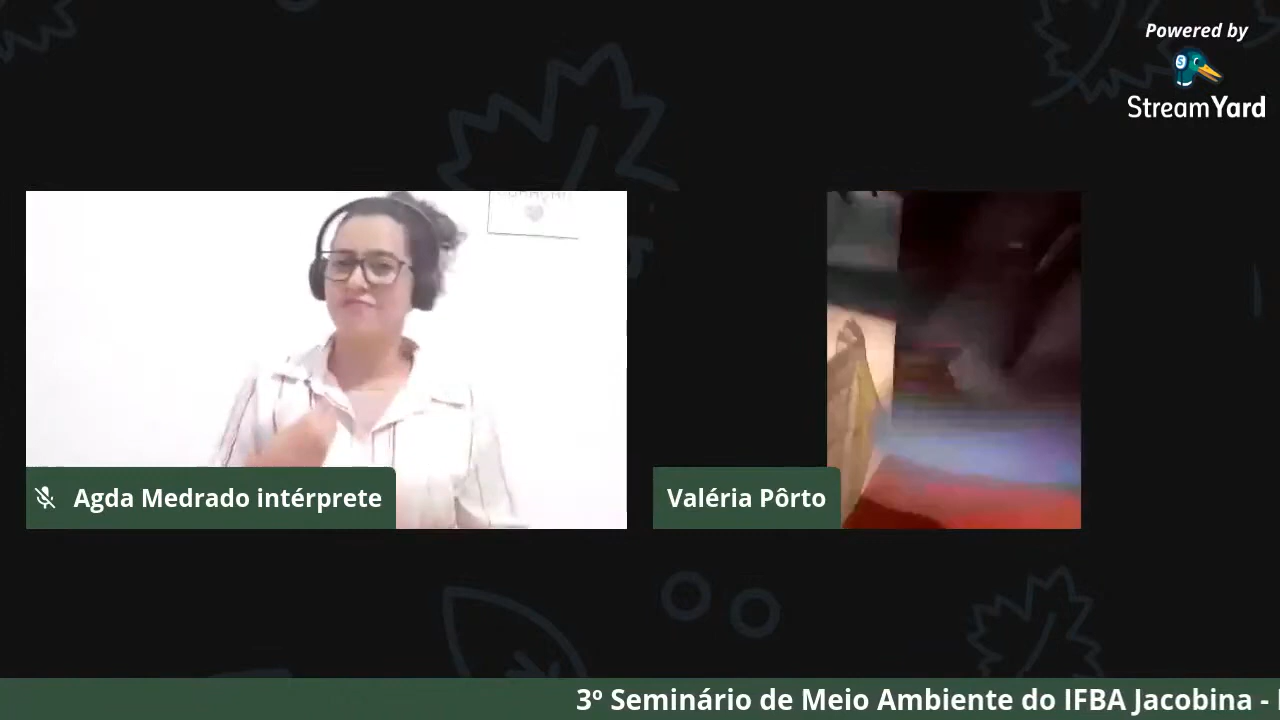 Powered by
StreamYard
Agda Medrado intérprete
Valéria Pôrto
3º Seminário de Meio Ambiente do IFBA Jacobina -